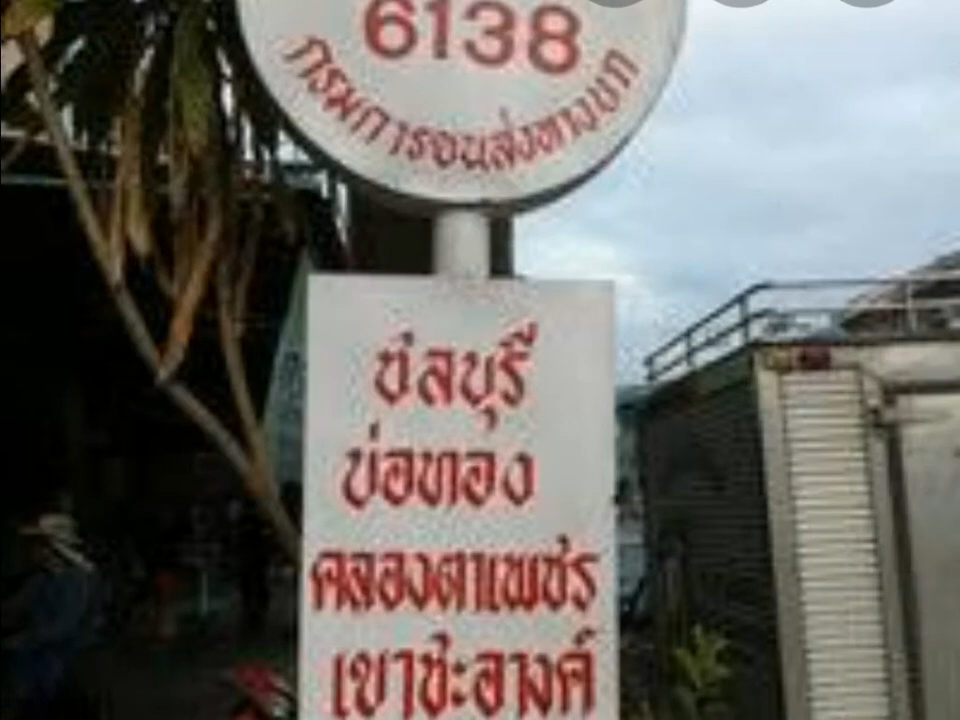 6138
กรมการขนส่งทางบก
ชลบุรี
บ่อทอง
คลองตาเพชร
เขาชะอางค์